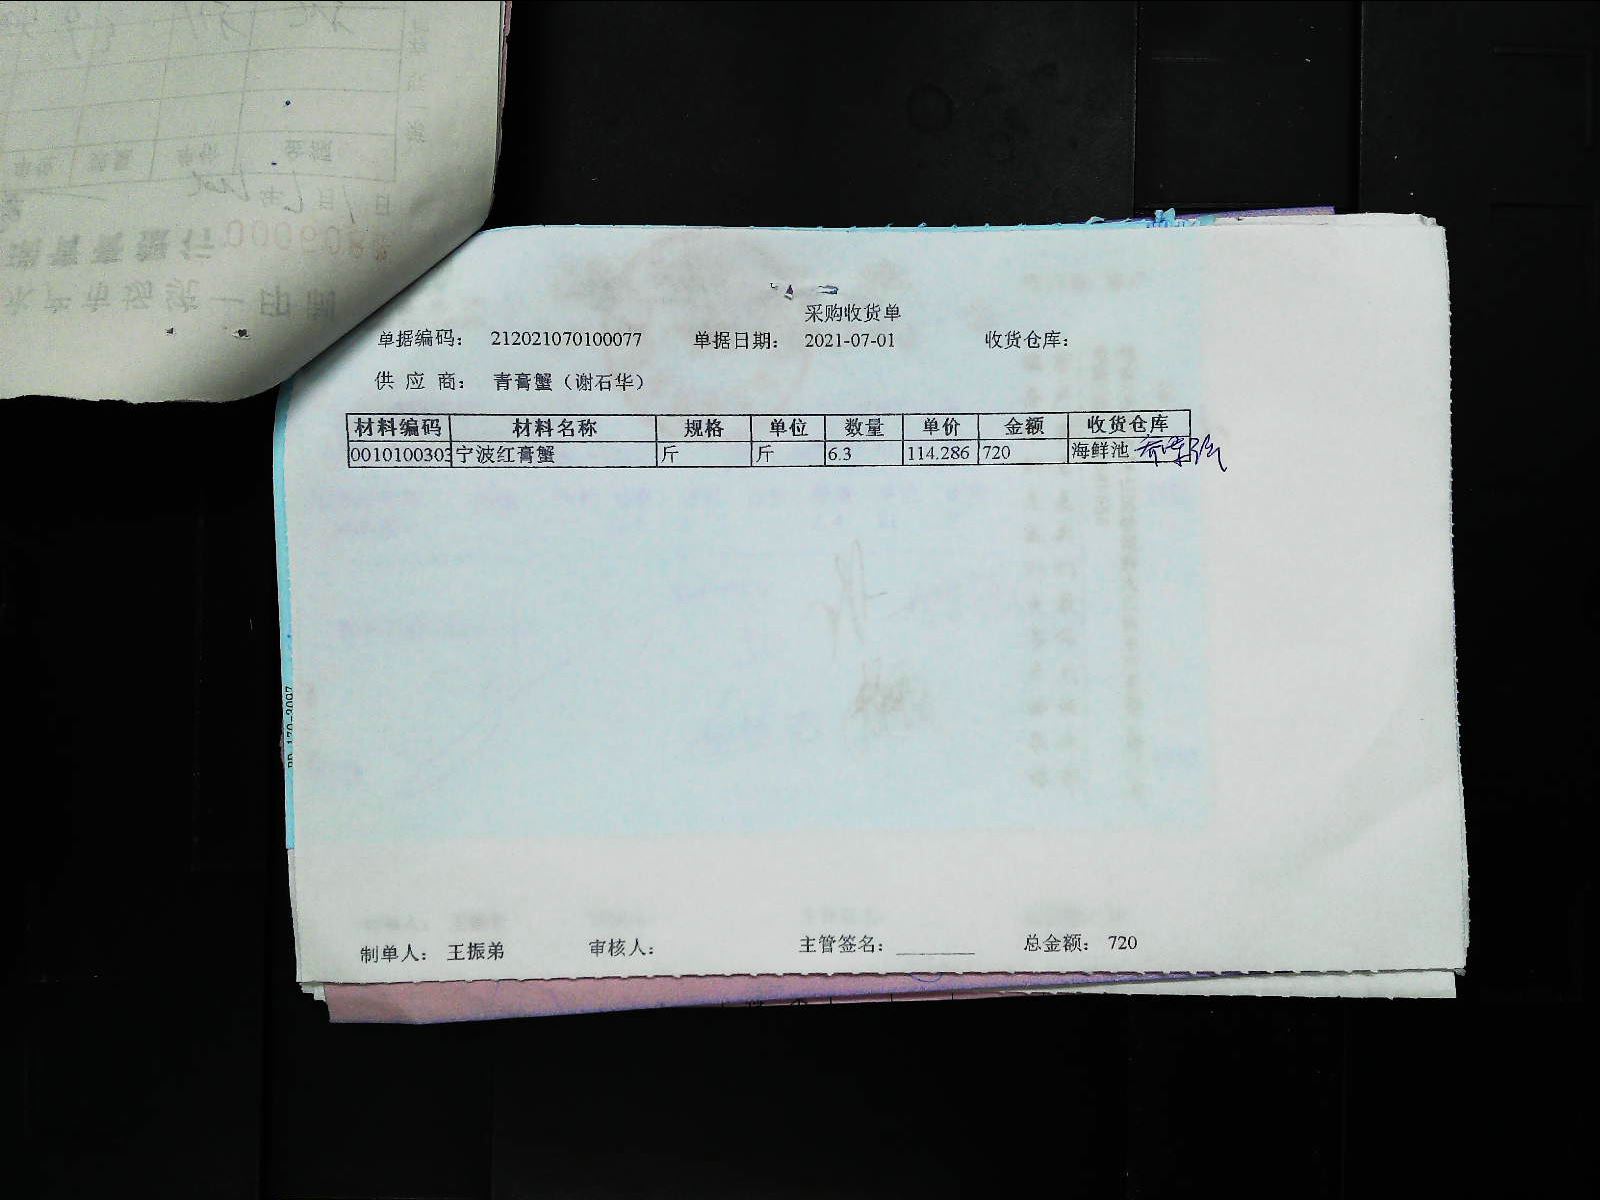 采购收货单
单据编码: 212021070100077 单据日期: 2021-07-01 收货仓库:
供 应 商: 青膏蟹（谢石华）
材料编码 材料名称 规格 单位 数量 单价 金额 收货仓库
0010100303 宁波红膏蟹 斤 斤 6.3 114.286 720 海鲜池
制单人: 王振弟 审核人: 主管签名: 总金额: 720